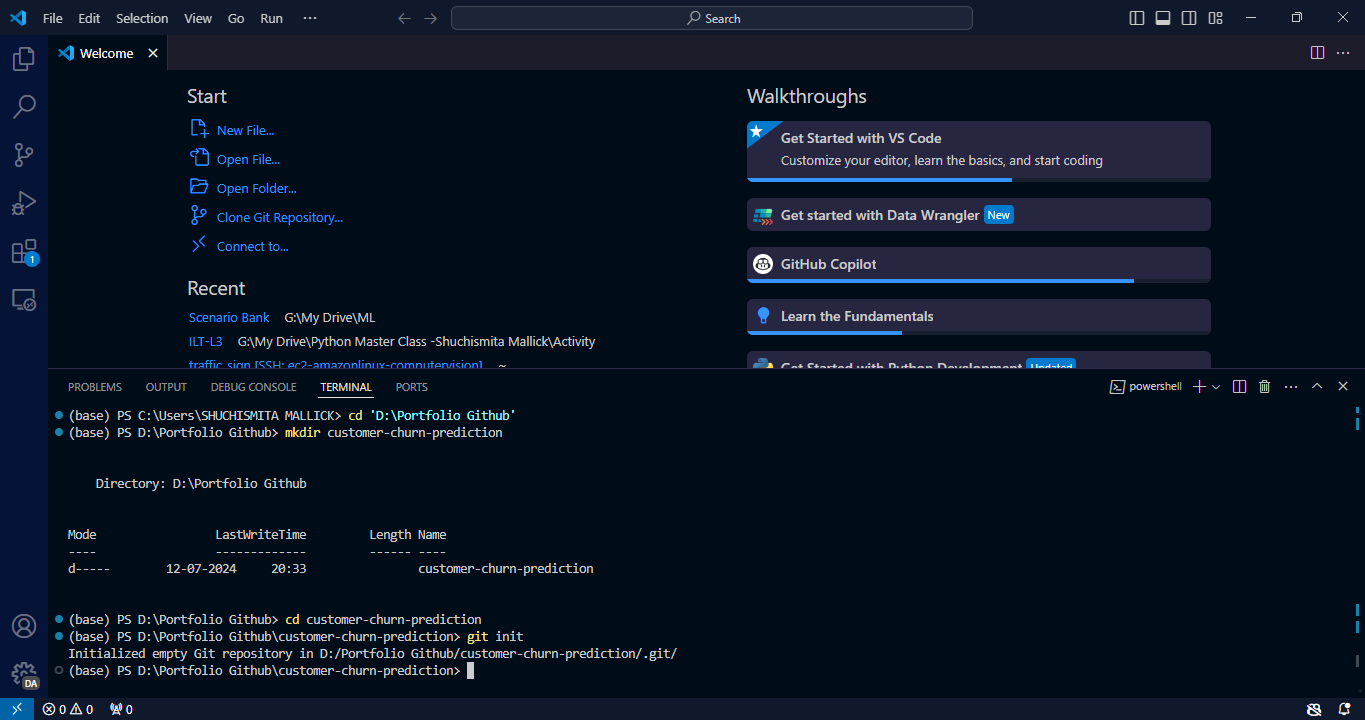 File Edit Selection View Go Run ···
Search
Welcome
Start
New File...
Open File...
Open Folder...
Clone Git Repository...
Connect to...
Recent
Scenario Bank G:\My Drive\ML
ILT-L3 G:\My Drive\Python Master Class -Shuchismita Mallick\Activity
traffic_sign [SSH: ec2-amazonlinux-computervision] ~
Walkthroughs
Get Started with VS Code
Customize your editor, learn the basics, and start coding
Get started with Data Wrangler New
GitHub Copilot
Learn the Fundamentals
Get Started with Python Development Updated
1
DA
PROBLEMS OUTPUT DEBUG CONSOLE TERMINAL PORTS
powershell
(base) PS C:\Users\SHUCHISMITA MALLICK> cd 'D:\Portfolio Github'
(base) PS D:\Portfolio Github> mkdir customer-churn-prediction
Directory: D:\Portfolio Github
Mode LastWriteTime Length Name
---- ------------- ------ ----
d----- 12-07-2024 20:33 customer-churn-prediction
(base) PS D:\Portfolio Github> cd customer-churn-prediction
(base) PS D:\Portfolio Github\customer-churn-prediction> git init
Initialized empty Git repository in D:/Portfolio Github/customer-churn-prediction/.git/
(base) PS D:\Portfolio Github\customer-churn-prediction>
0 0 0